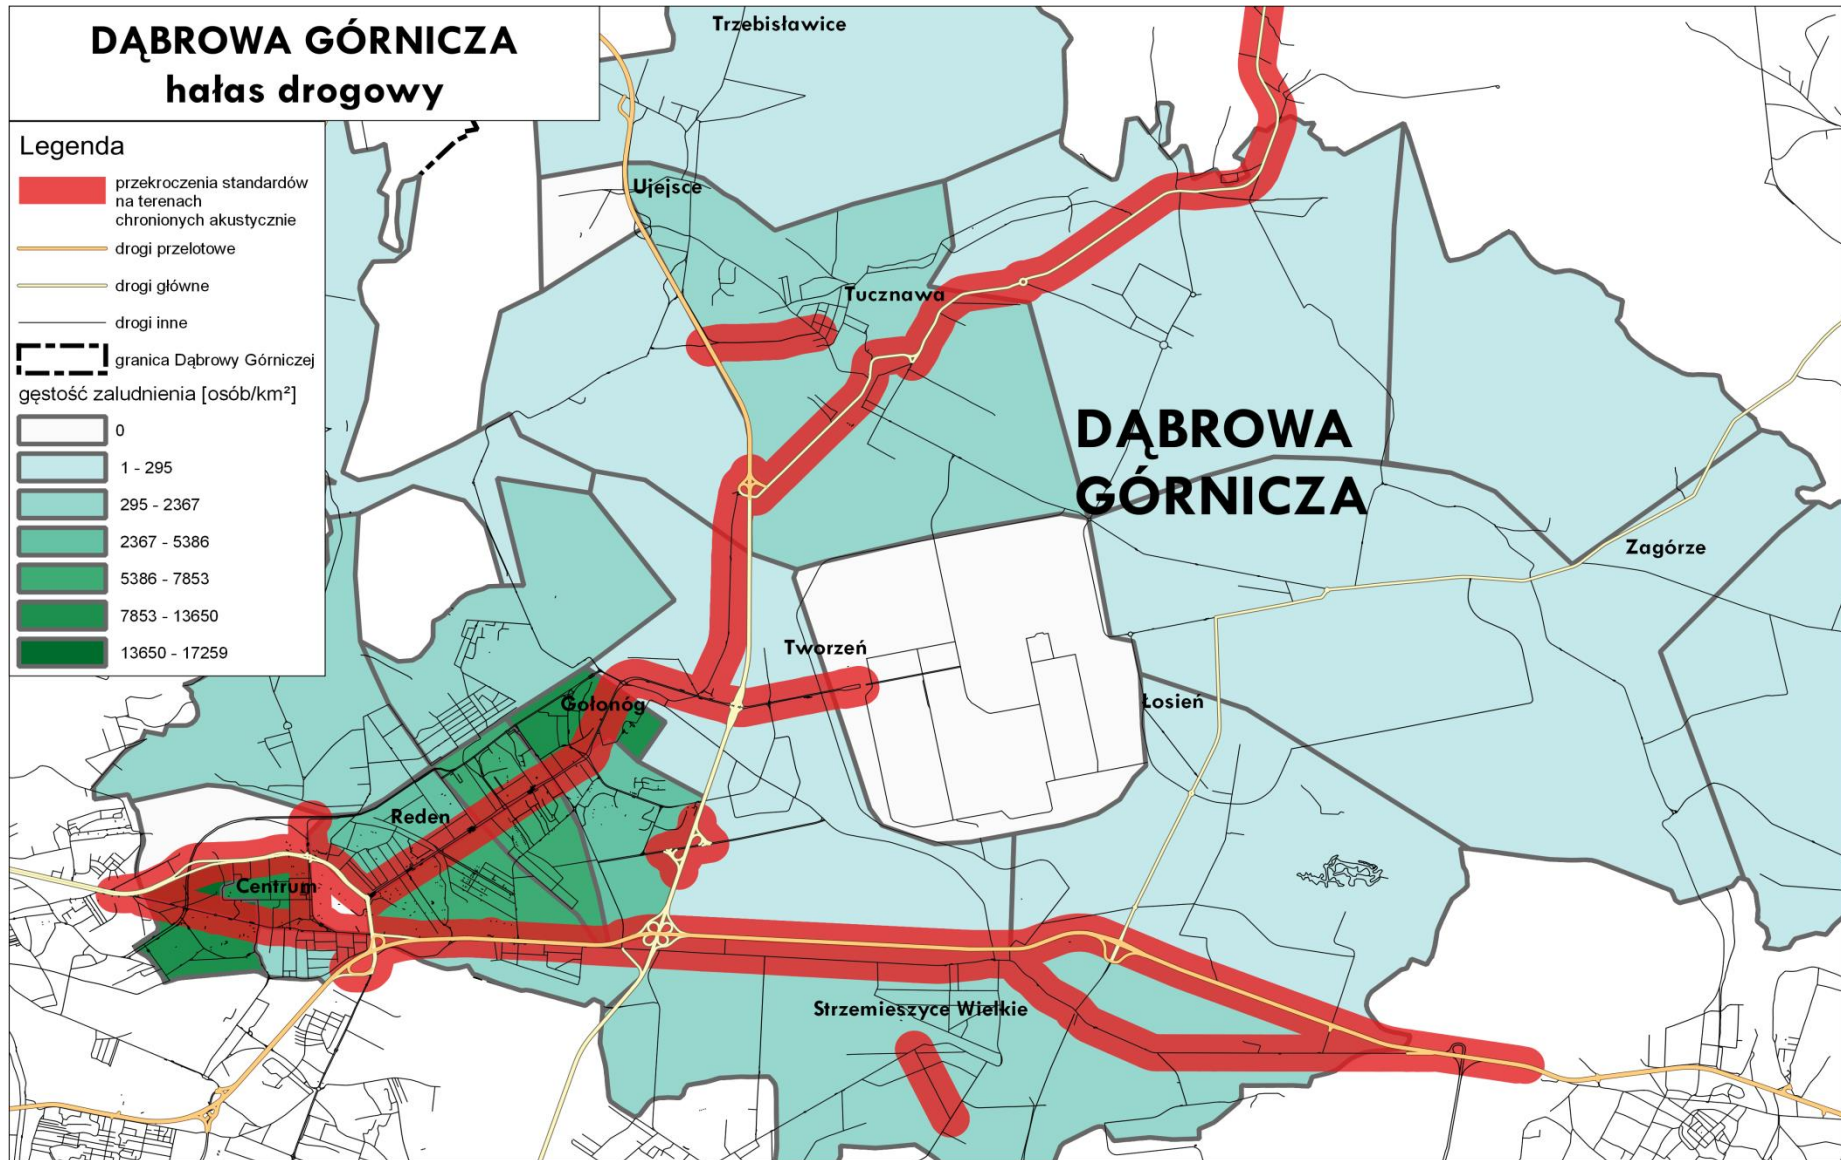 DĄBROWA GÓRNICZA
hałas drogowy
Legenda
przekroczenia standardów
na terenach
chronionych akustycznie
drogi przelotowe
drogi główne
drogi inne
granica Dąbrowy Górniczej
gęstość zaludnienia [osób/km²]
0
1 - 295
295 - 2367
2367 - 5386
5386 - 7853
7853 - 13650
13650 - 17259
Trzebisławice
Ujejsce
Tucznawa
DĄBROWA
GÓRNICZA
Zagórze
Tworzeń
Łosień
Gołonóg
Reden
Centrum
Strzemieszyce Wielkie